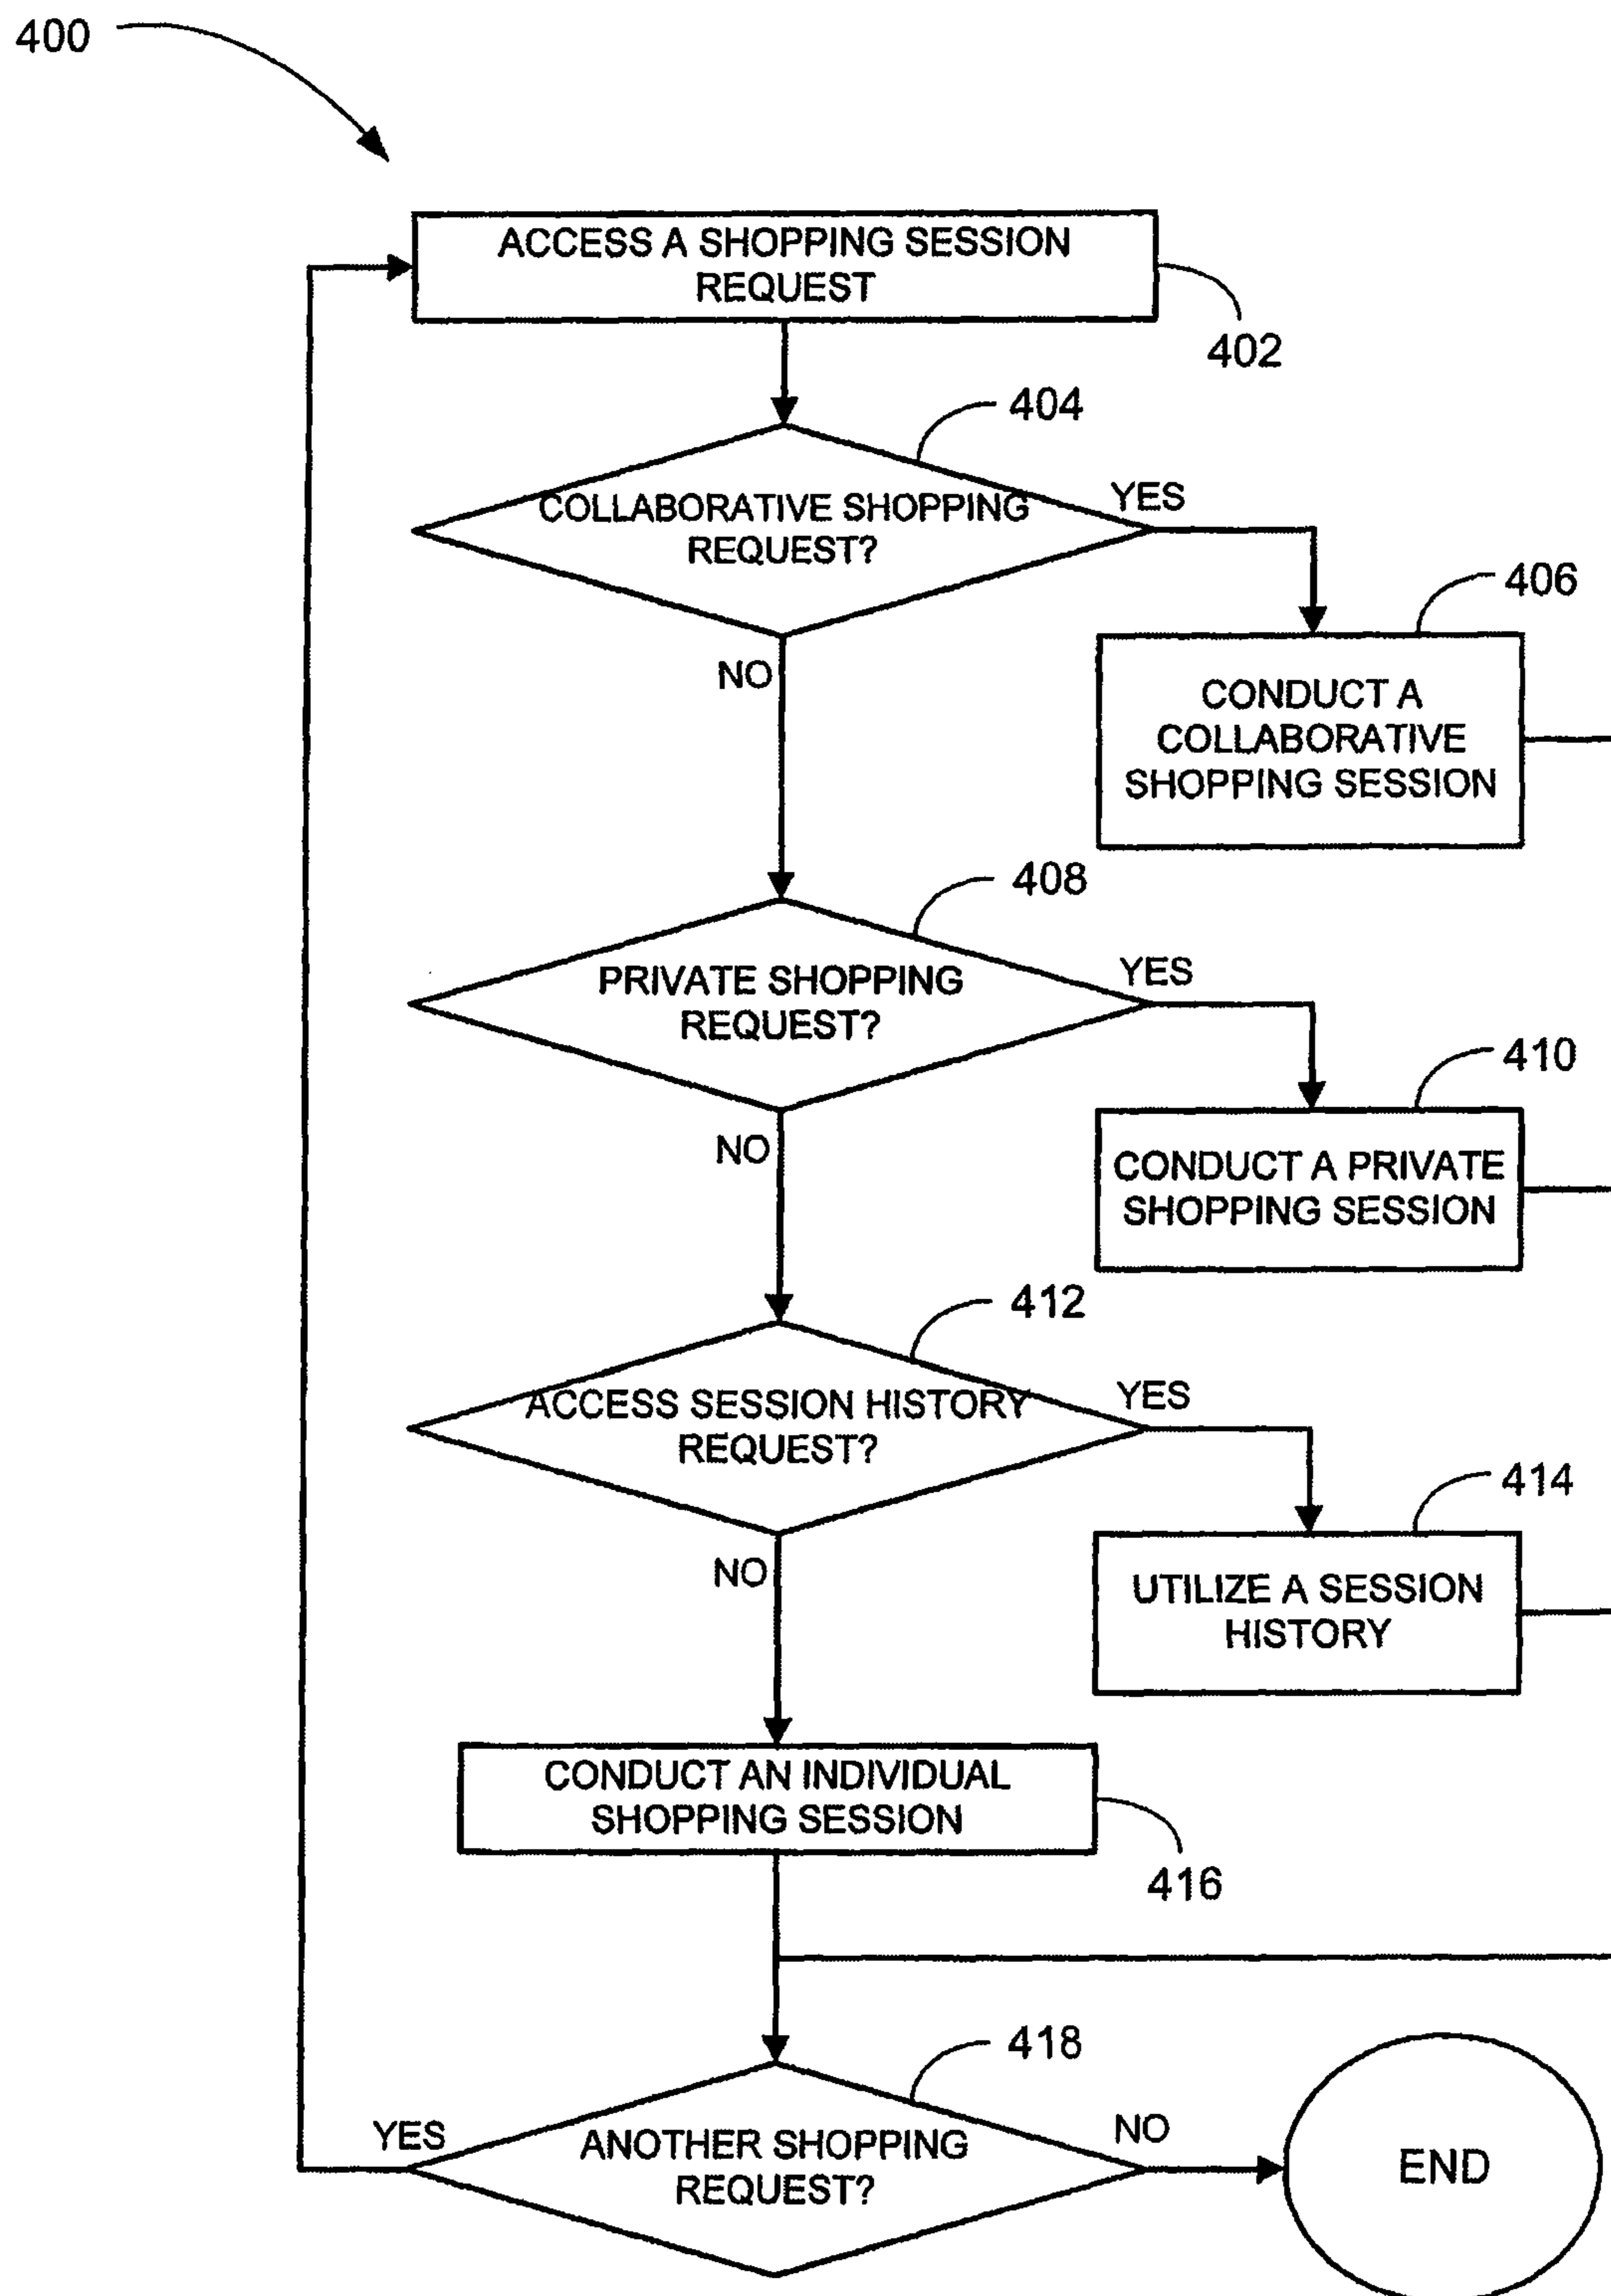 400
ACCESS A SHOPPING SESSION
REQUEST
402
404
COLLABORATIVE SHOPPING
REQUEST?
YES
NO
406
CONDUCT A
COLLABORATIVE
SHOPPING SESSION
408
PRIVATE SHOPPING
REQUEST?
YES
NO
410
CONDUCT A PRIVATE
SHOPPING SESSION
412
ACCESS SESSION HISTORY
REQUEST?
YES
NO
414
UTILIZE A SESSION
HISTORY
CONDUCT AN INDIVIDUAL
SHOPPING SESSION
416
418
YES
ANOTHER SHOPPING
REQUEST?
NO
END